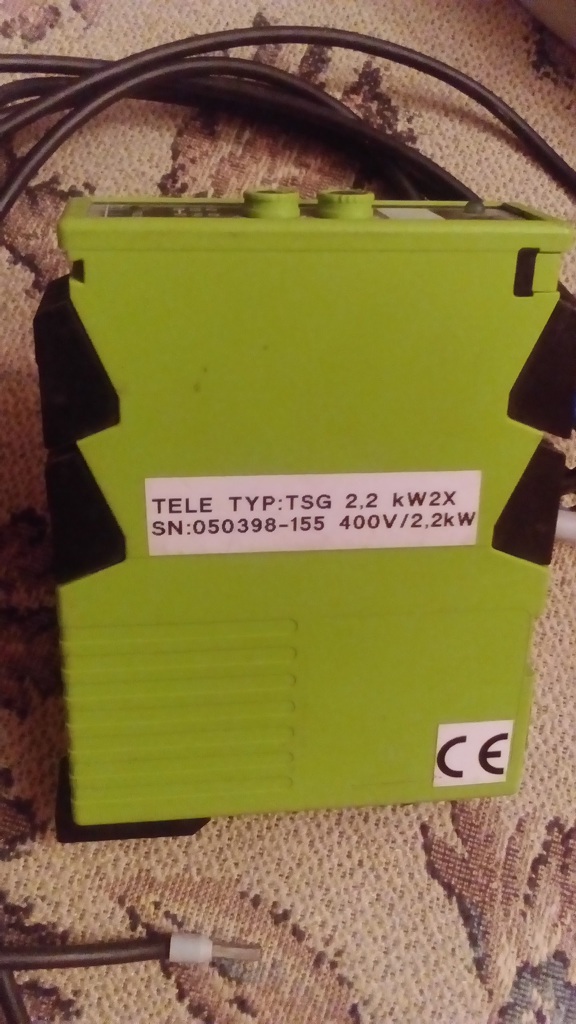 TELE TYP:TSG 2,2 kW2X
SN:050398-155 400V/2,2kW
CE